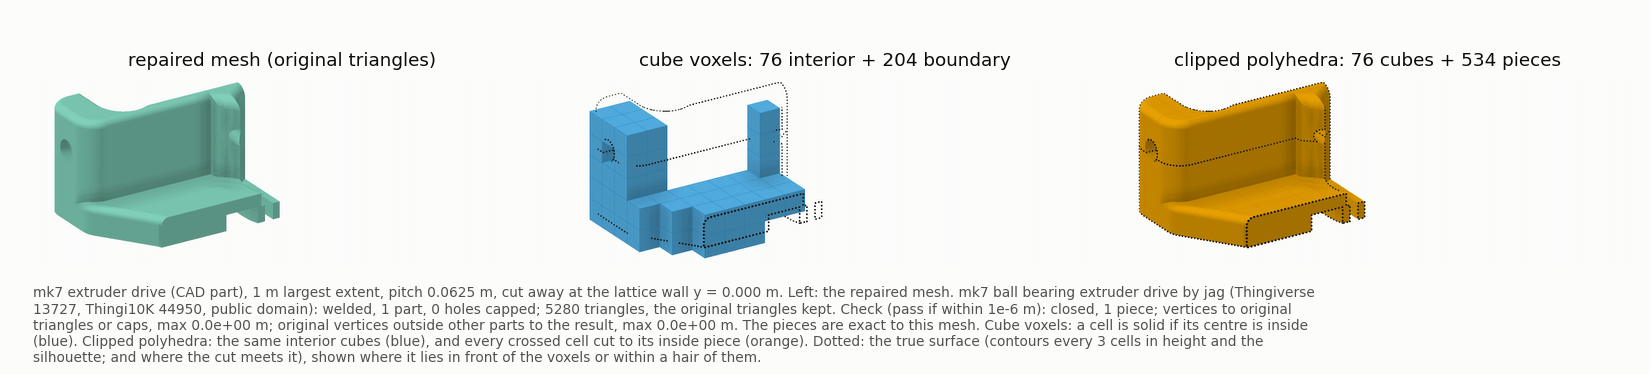 repaired mesh (original triangles)
cube voxels: 76 interior + 204 boundary
clipped polyhedra: 76 cubes + 534 pieces
mk7 extruder drive (CAD part), 1 m largest extent, pitch 0.0625 m, cut away at the lattice wall y = 0.000 m. Left: the repaired mesh. mk7 ball bearing extruder drive by jag (Thingiverse
13727, Thingi10K 44950, public domain): welded, 1 part, 0 holes capped; 5280 triangles, the original triangles kept. Check (pass if within 1e-6 m): closed, 1 piece; vertices to original
triangles or caps, max 0.0e+00 m; original vertices outside other parts to the result, max 0.0e+00 m. The pieces are exact to this mesh. Cube voxels: a cell is solid if its centre is inside
(blue). Clipped polyhedra: the same interior cubes (blue), and every crossed cell cut to its inside piece (orange). Dotted: the true surface (contours every 3 cells in height and the
silhouette; and where the cut meets it), shown where it lies in front of the voxels or within a hair of them.